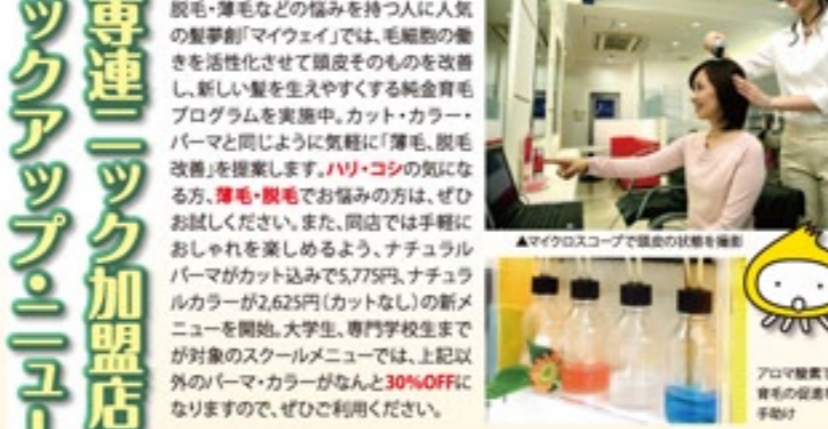 専連ニック加盟店
ックアップ・ニュー
脱毛・薄毛などの悩みを持つ人に人気
の髪夢創「マイウェイ」では、毛細胞の働
きを活性化させて頭皮そのものを改善
し、新しい髪を生えやすくする純金育毛
プログラムを実施中。カット・カラー・
パーマと同じように気軽に「薄毛、脱毛
改善」を提案します。ハリ・コシの気にな
る方、薄毛・脱毛でお悩みの方は、ぜひ
お試しください。また、同店では手軽に
おしゃれを楽しめるよう、ナチュラル
パーマがカット込みで5,775円、ナチュラ
ルカラーが2,625円(カットなし)の新メ
ニューを開始。大学生、専門学校生まで
が対象のスクールメニューでは、上記以
外のパーマ・カラーがなんと30%OFFに
なりますので、ぜひご利用ください。
▲マイクロスコープで頭皮の状態を撮影
アロマ酸素で
育毛の促進を
手助け